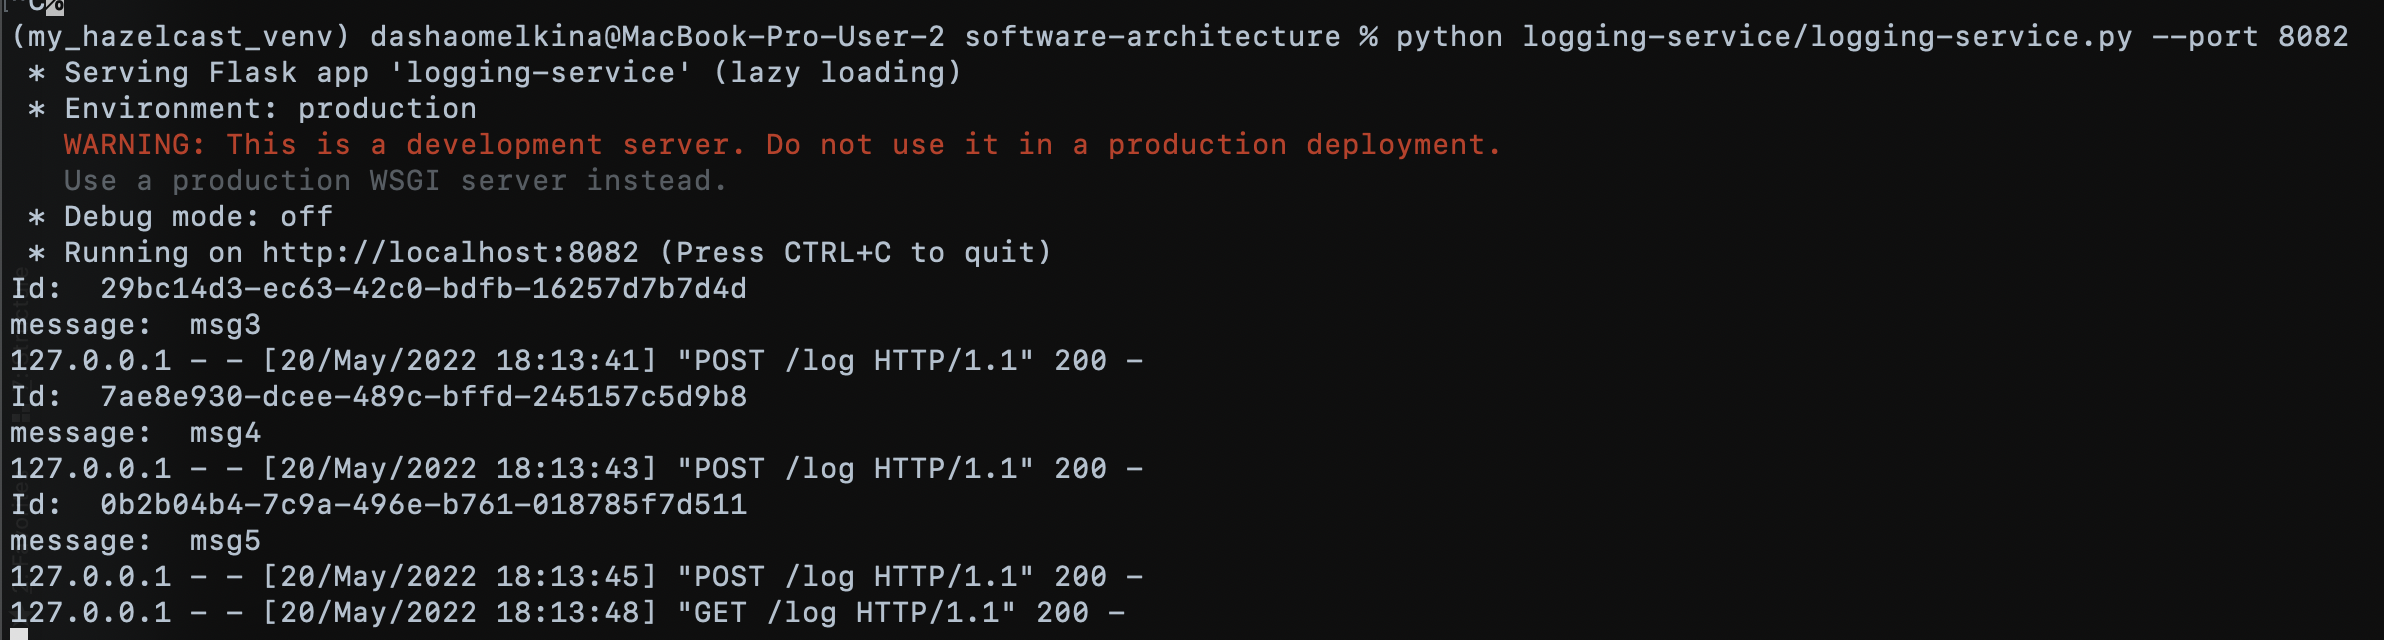 ^C%
(my_hazelcast_venv) dashaomelkina@MacBook-Pro-User-2 software-architecture % python logging-service/logging-service.py --port 8082
 * Serving Flask app 'logging-service' (lazy loading)
 * Environment: production
   WARNING: This is a development server. Do not use it in a production deployment.
   Use a production WSGI server instead.
 * Debug mode: off
 * Running on http://localhost:8082 (Press CTRL+C to quit)
Id:  29bc14d3-ec63-42c0-bdfb-16257d7b7d4d
message:  msg3
127.0.0.1 - - [20/May/2022 18:13:41] "POST /log HTTP/1.1" 200 -
Id:  7ae8e930-dcee-489c-bffd-245157c5d9b8
message:  msg4
127.0.0.1 - - [20/May/2022 18:13:43] "POST /log HTTP/1.1" 200 -
Id:  0b2b04b4-7c9a-496e-b761-018785f7d511
message:  msg5
127.0.0.1 - - [20/May/2022 18:13:45] "POST /log HTTP/1.1" 200 -
127.0.0.1 - - [20/May/2022 18:13:48] "GET /log HTTP/1.1" 200 -